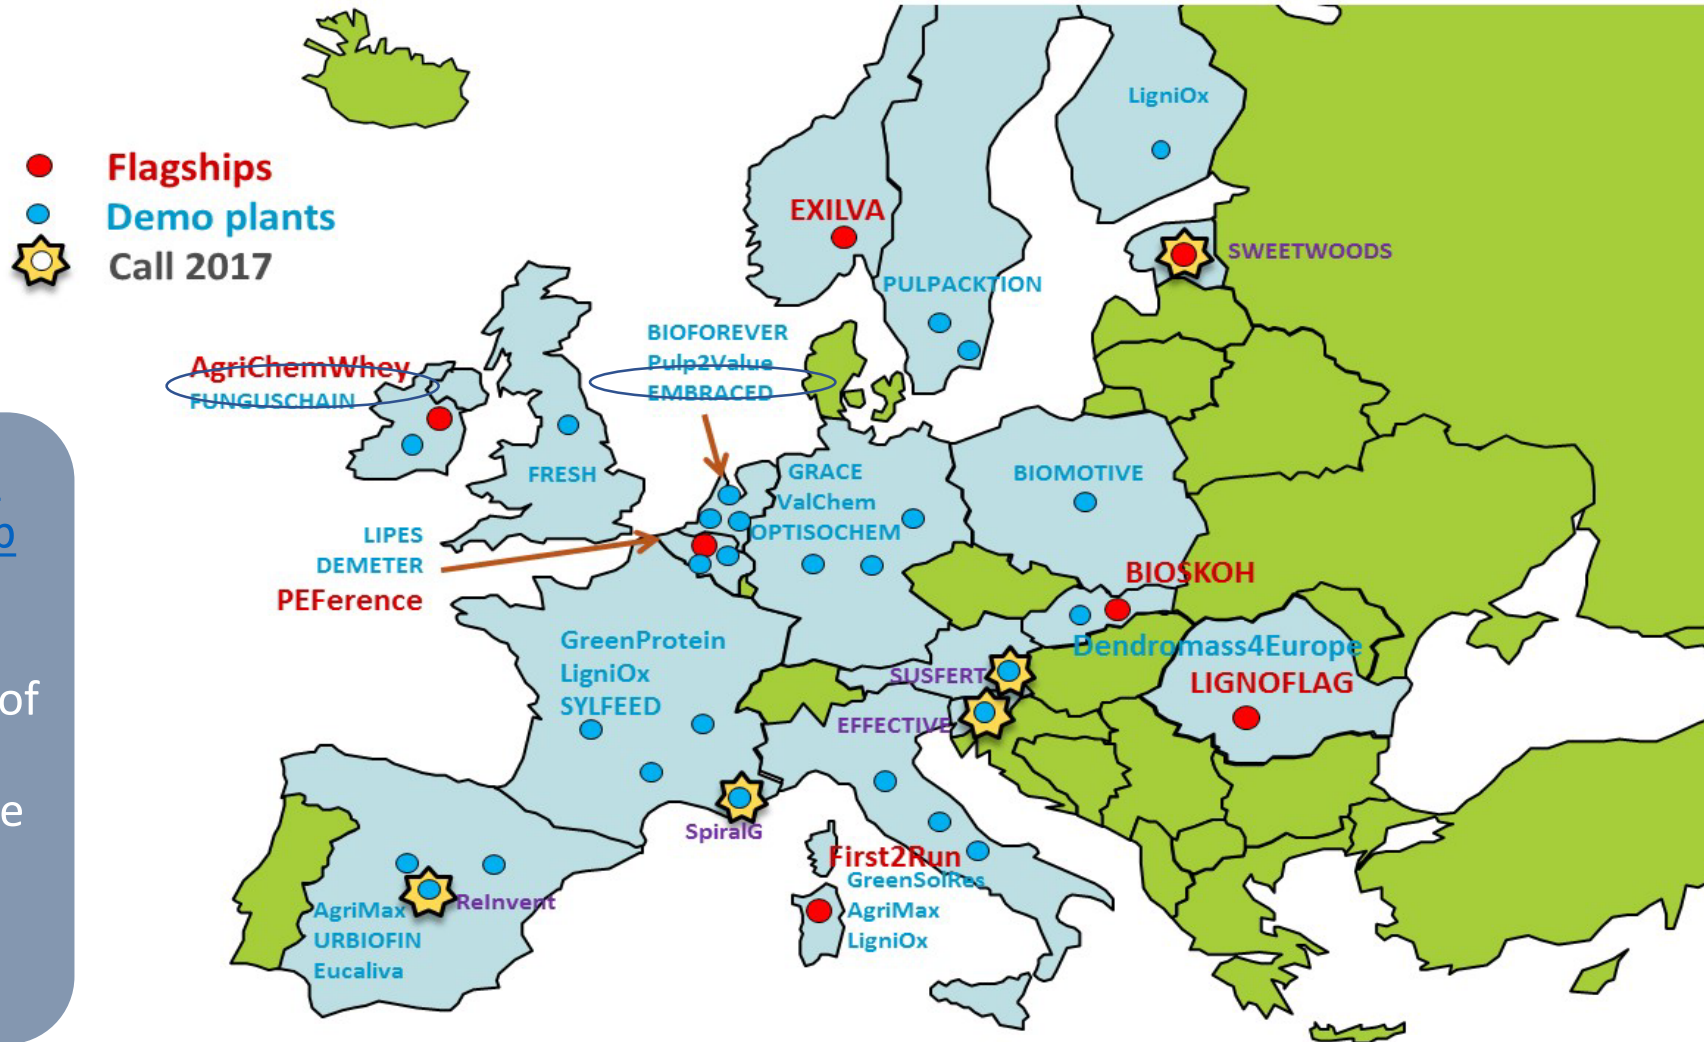 Flagships
Demo plants
Call 2017
LigniOx
EXILVA
SWEETWOODS
PULPACKTION
BIOFOREVER
Pulp2Value
EMBRACED
AgriChemWhey
FUNGUSCHAIN
FRESH
GRACE
ValChem
OPTISOCHEM
BIOMOTIVE
LIPES
DEMETER
PEFerence
BIOSKOH
Dendromass4Europe
LIGNOFLAG
GreenProtein
LigniOx
SYLFEED
SUSFERT
EFFECTIVE
SpiralG
First2Run
GreenSolRes
AgriMax
LigniOx
ReInvent
AgriMax
URBIOFIN
Eucaliva
of